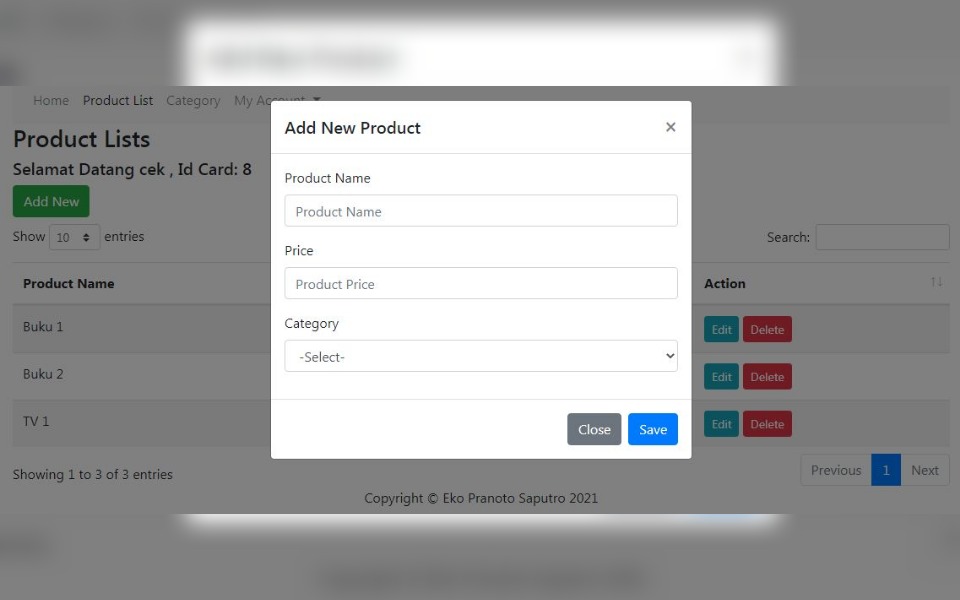 Home Product List Category My Account
Product Lists
Selamat Datang cek , Id Card: 8
Add New
Show 10 entries
Search:
Product Name Action
Buku 1 Edit Delete
Buku 2 Edit Delete
TV 1 Edit Delete
Showing 1 to 3 of 3 entries
Previous 1 Next
Copyright © Eko Pranoto Saputro 2021
Add New Product ×
Product Name
Product Name
Price
Product Price
Category
-Select-
Close Save